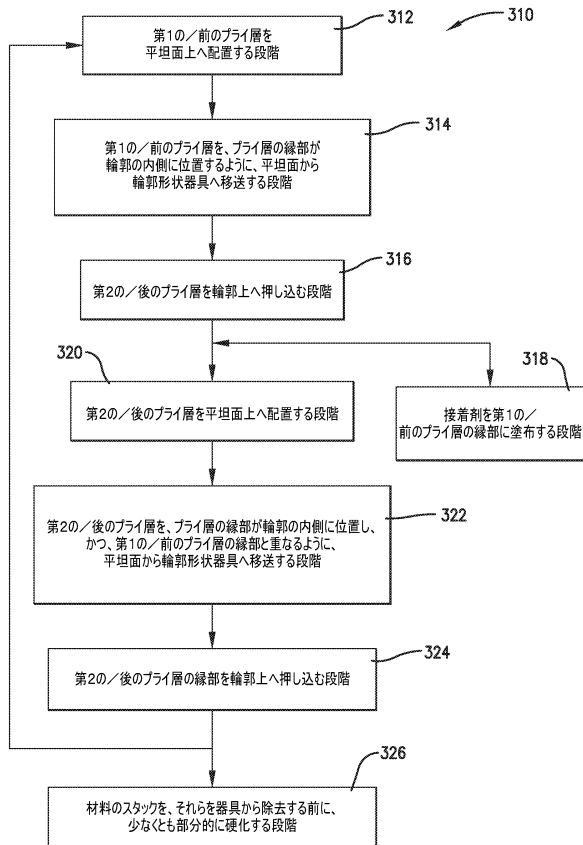 310
312
第1の/前のプライ層を
平坦面上へ配置する段階
314
第1の/前のプライ層を、プライ層の縁部が
輪郭の内側に位置するように、平坦面から
輪郭形状器具へ移送する段階
316
第2の/後のプライ層を輪郭上へ押し込む段階
318
接着剤を第1の/
前のプライ層の縁部に塗布する段階
320
第2の/後のプライ層を平坦面上へ配置する段階
322
第2の/後のプライ層を、プライ層の縁部が輪郭の内側に位置し、
かつ、第1の/前のプライ層の縁部と重なるように、
平坦面から輪郭形状器具へ移送する段階
324
第2の/後のプライ層の縁部を輪郭上へ押し込む段階
326
材料のスタックを、それらを器具から除去する前に、
少なくとも部分的に硬化する段階